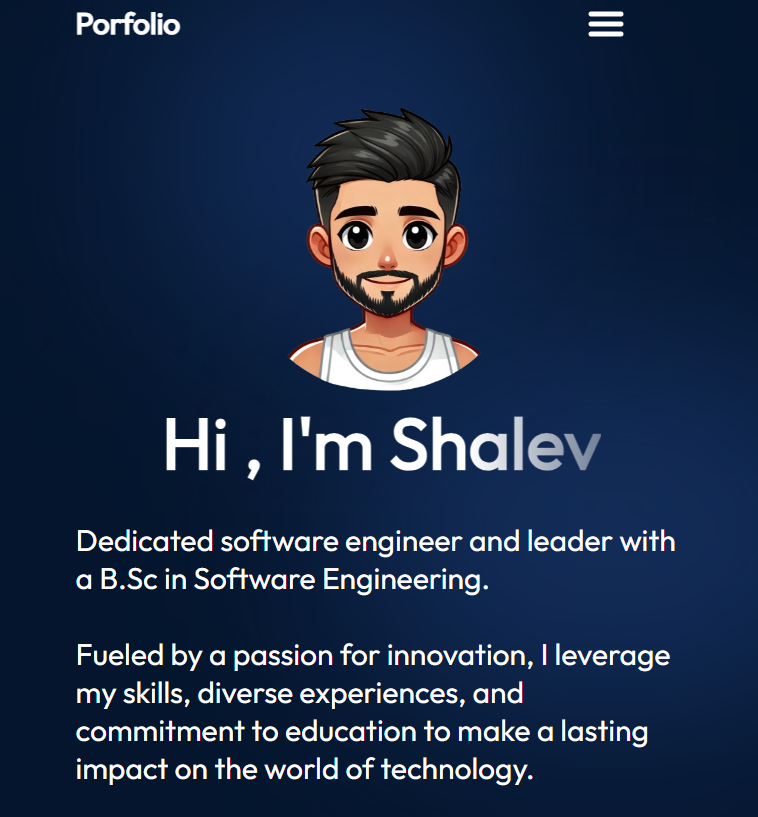 Porfolio
Hi , I'm Shalev
Dedicated software engineer and leader with
a B.Sc in Software Engineering.
Fueled by a passion for innovation, I leverage
my skills, diverse experiences, and
commitment to education to make a lasting
impact on the world of technology.